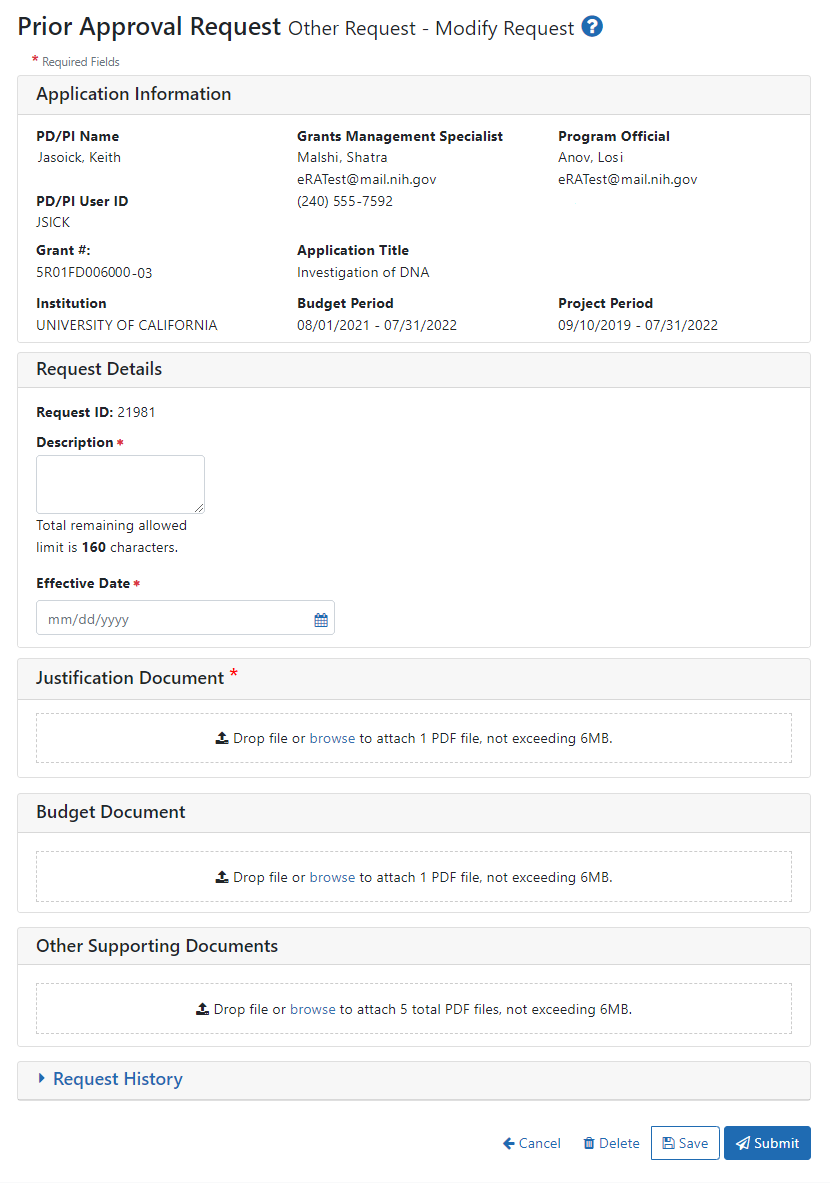 Prior Approval Request Other Request - Modify Request ?
* Required Fields
Application Information
PD/PI Name
Jasoick, Keith
Grants Management Specialist
Malshi, Shatra
eRATest@mail.nih.gov
(240) 555-7592
Program Official
Anov, Losi
eRATest@mail.nih.gov
PD/PI User ID
JSICK
Grant #:
5R01FD006000-03
Application Title
Investigation of DNA
Institution
UNIVERSITY OF CALIFORNIA
Budget Period
08/01/2021 - 07/31/2022
Project Period
09/10/2019 - 07/31/2022
Request Details
Request ID: 21981
Description *
Total remaining allowed
limit is 160 characters.
Effective Date *
mm/dd/yyyy
Justification Document *
Drop file or browse to attach 1 PDF file, not exceeding 6MB.
Budget Document
Drop file or browse to attach 1 PDF file, not exceeding 6MB.
Other Supporting Documents
Drop file or browse to attach 5 total PDF files, not exceeding 6MB.
Request History
Cancel Delete Save Submit